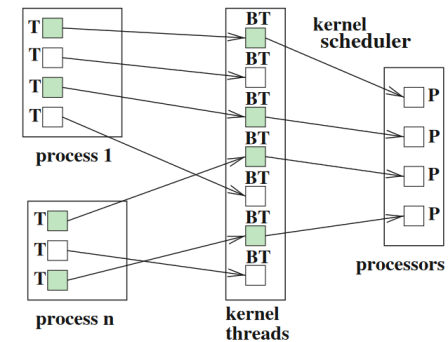 T
T
T
T
process 1
T
T
T
process n
BT
BT
BT
BT
BT
BT
BT
kernel
threads
kernel
scheduler
P
P
P
P
processors